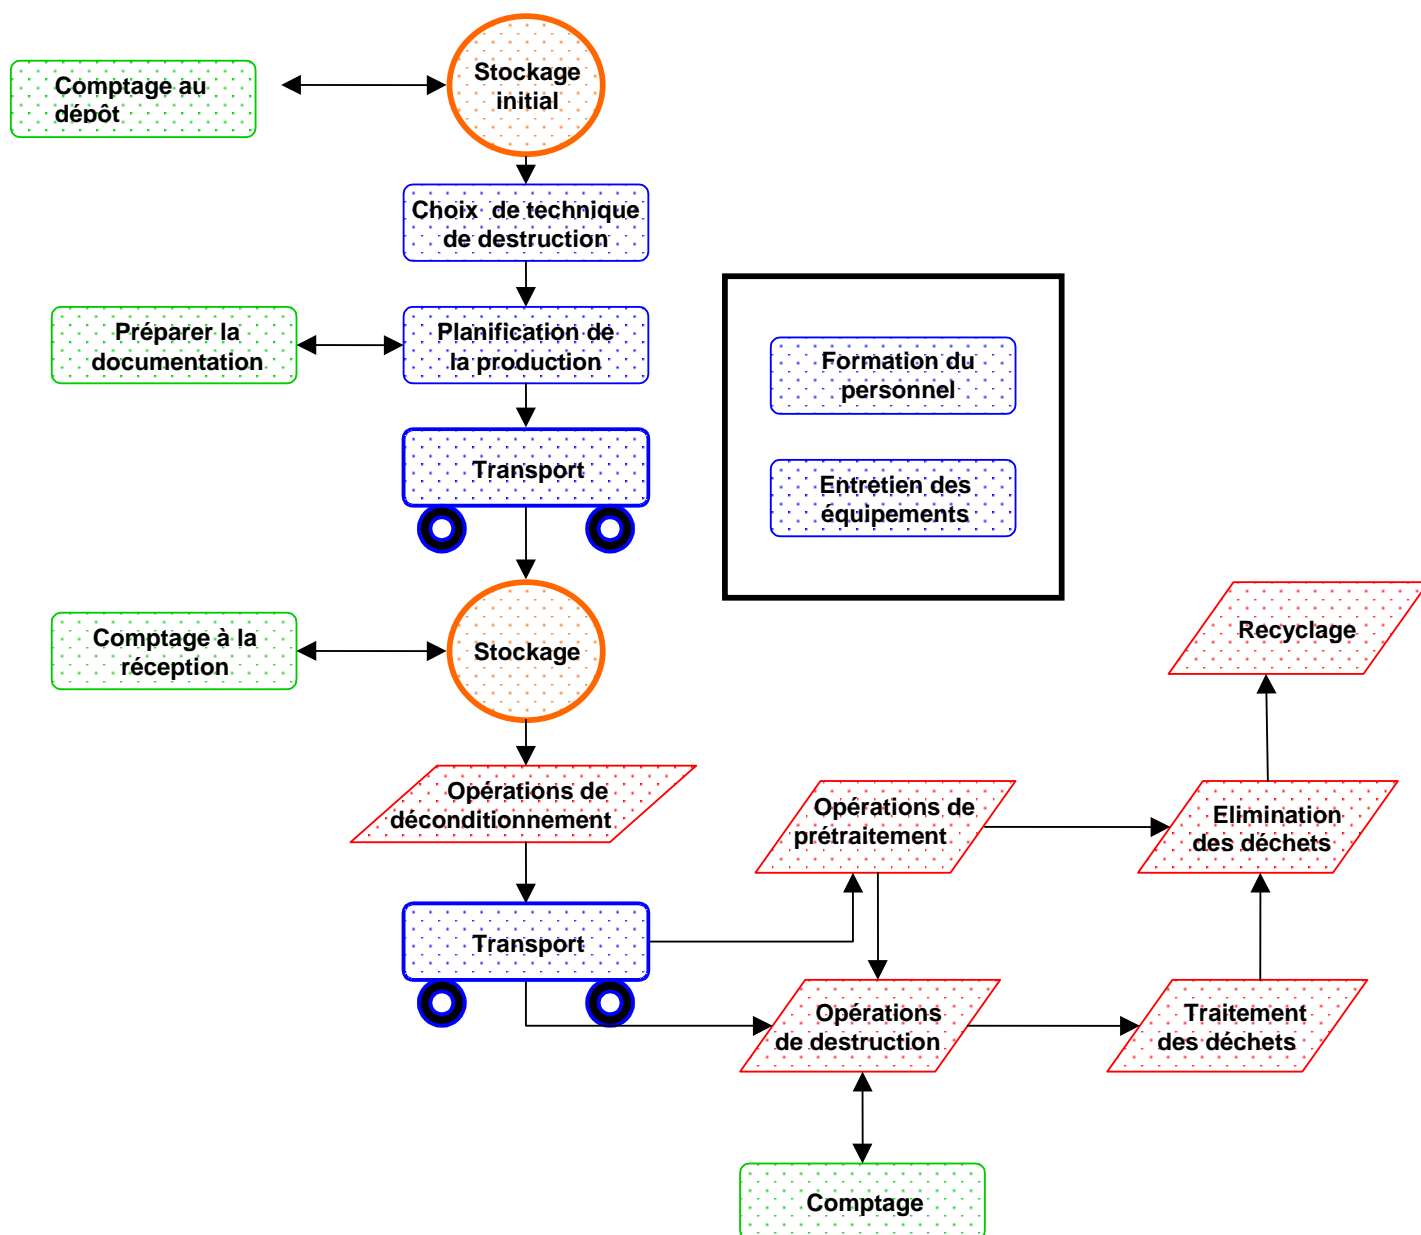 Comptage au
dépôt
Stockage
initial
Choix de technique
de destruction
Préparer la
documentation
Planification de
la production
Formation du
personnel
Transport
Entretien des
équipements
Comptage à la
réception
Stockage
Recyclage
Opérations de
déconditionnement
Opérations de
prétraitement
Elimination
des déchets
Transport
Opérations
de destruction
Traitement
des déchets
Comptage